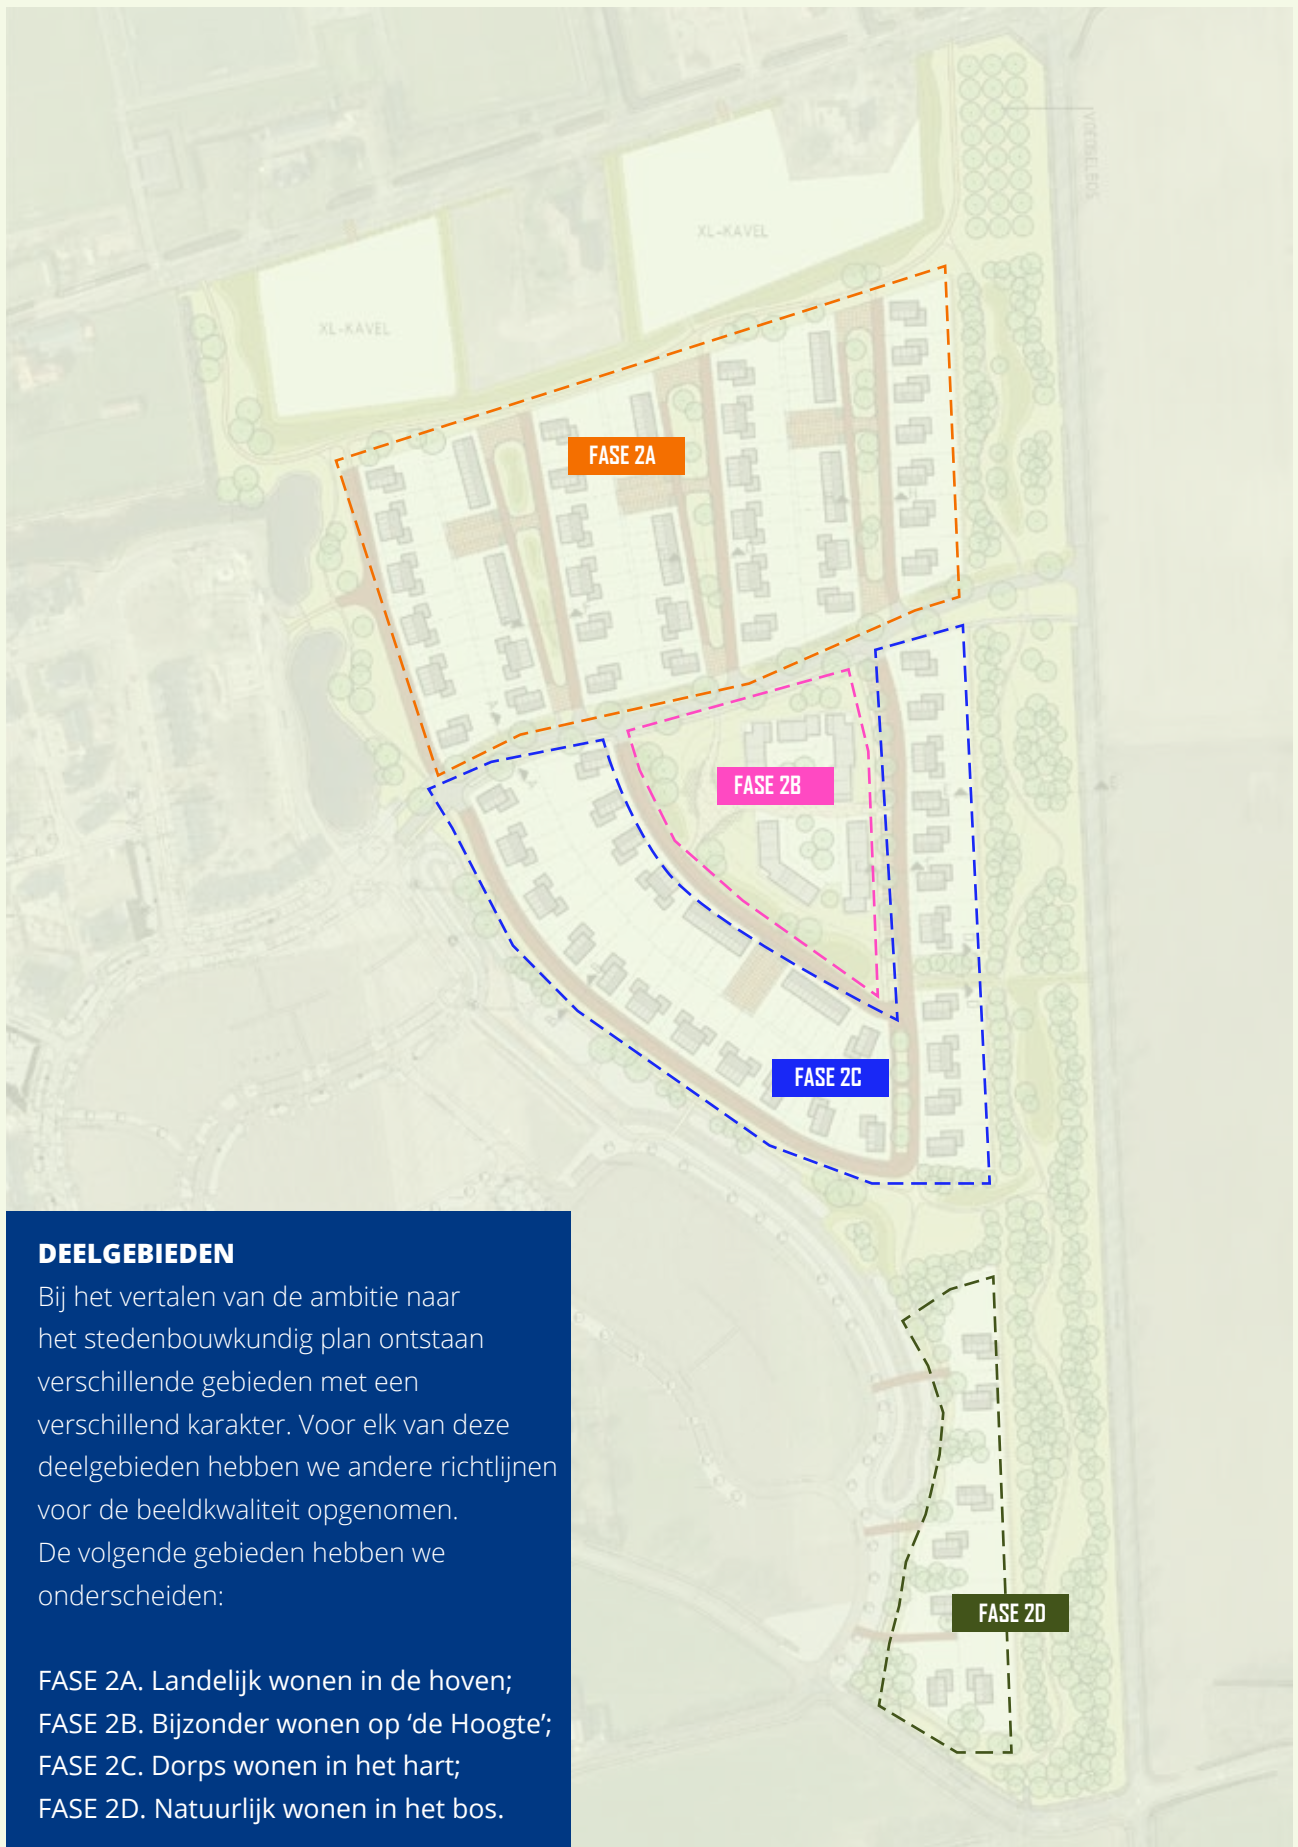 VOEDSELBOS
XL-KAVEL
XL-KAVEL
FASE 2A
FASE 2B
FASE 2C
FASE 2D
DEELGEBIEDEN
Bij het vertalen van de ambitie naar
het stedenbouwkundig plan ontstaan
verschillende gebieden met een
verschillend karakter. Voor elk van deze
deelgebieden hebben we andere richtlijnen
voor de beeldkwaliteit opgenomen.
De volgende gebieden hebben we
onderscheiden:
FASE 2A. Landelijk wonen in de hoven;
FASE 2B. Bijzonder wonen op ‘de Hoogte’;
FASE 2C. Dorps wonen in het hart;
FASE 2D. Natuurlijk wonen in het bos.